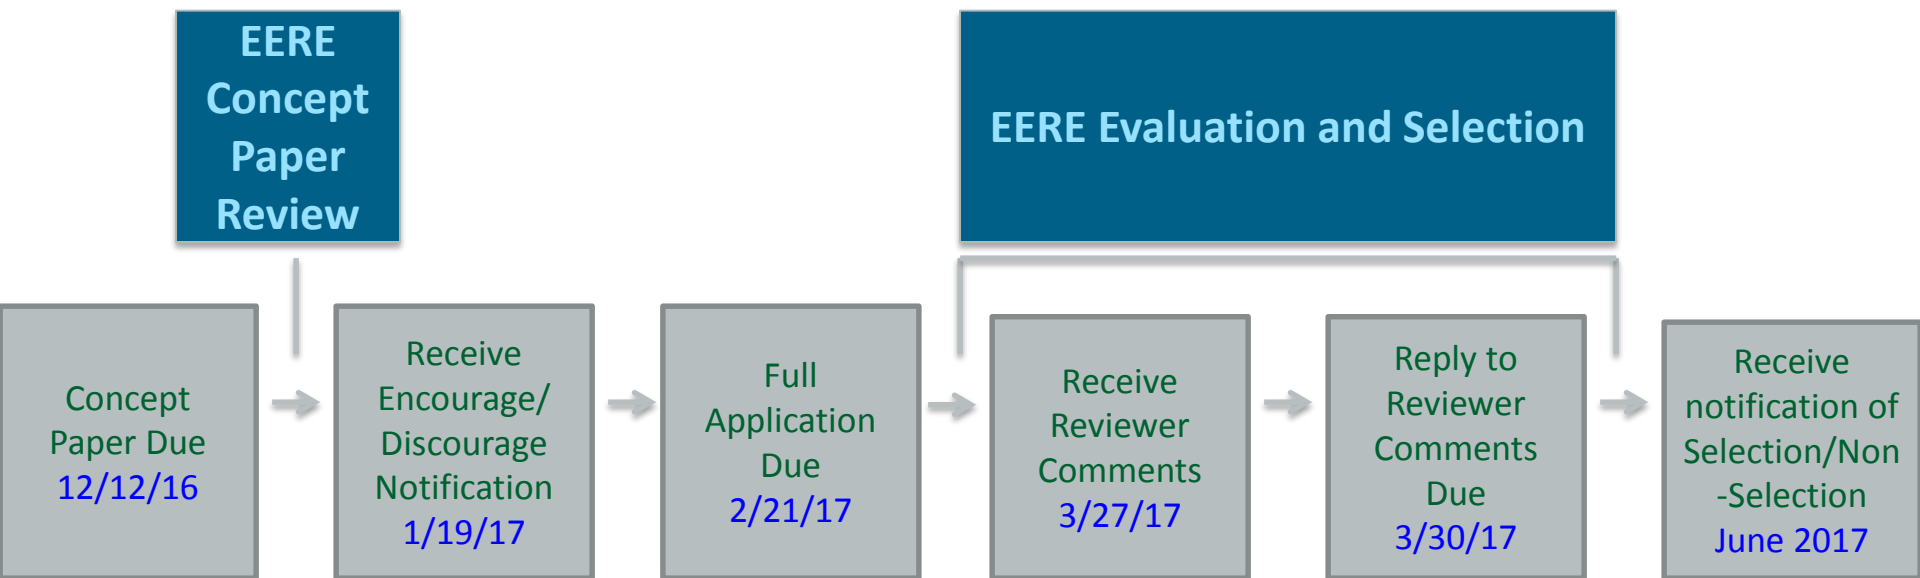 EERE
Concept
Paper
Review
EERE Evaluation and Selection
Concept
Paper Due
12/12/16
Receive
Encourage/
Discourage
Notification
1/19/17
Full
Application
Due
2/21/17
Receive
Reviewer
Comments
3/27/17
Reply to
Reviewer
Comments
Due
3/30/17
Receive
notification of
Selection/Non
-Selection
June 2017